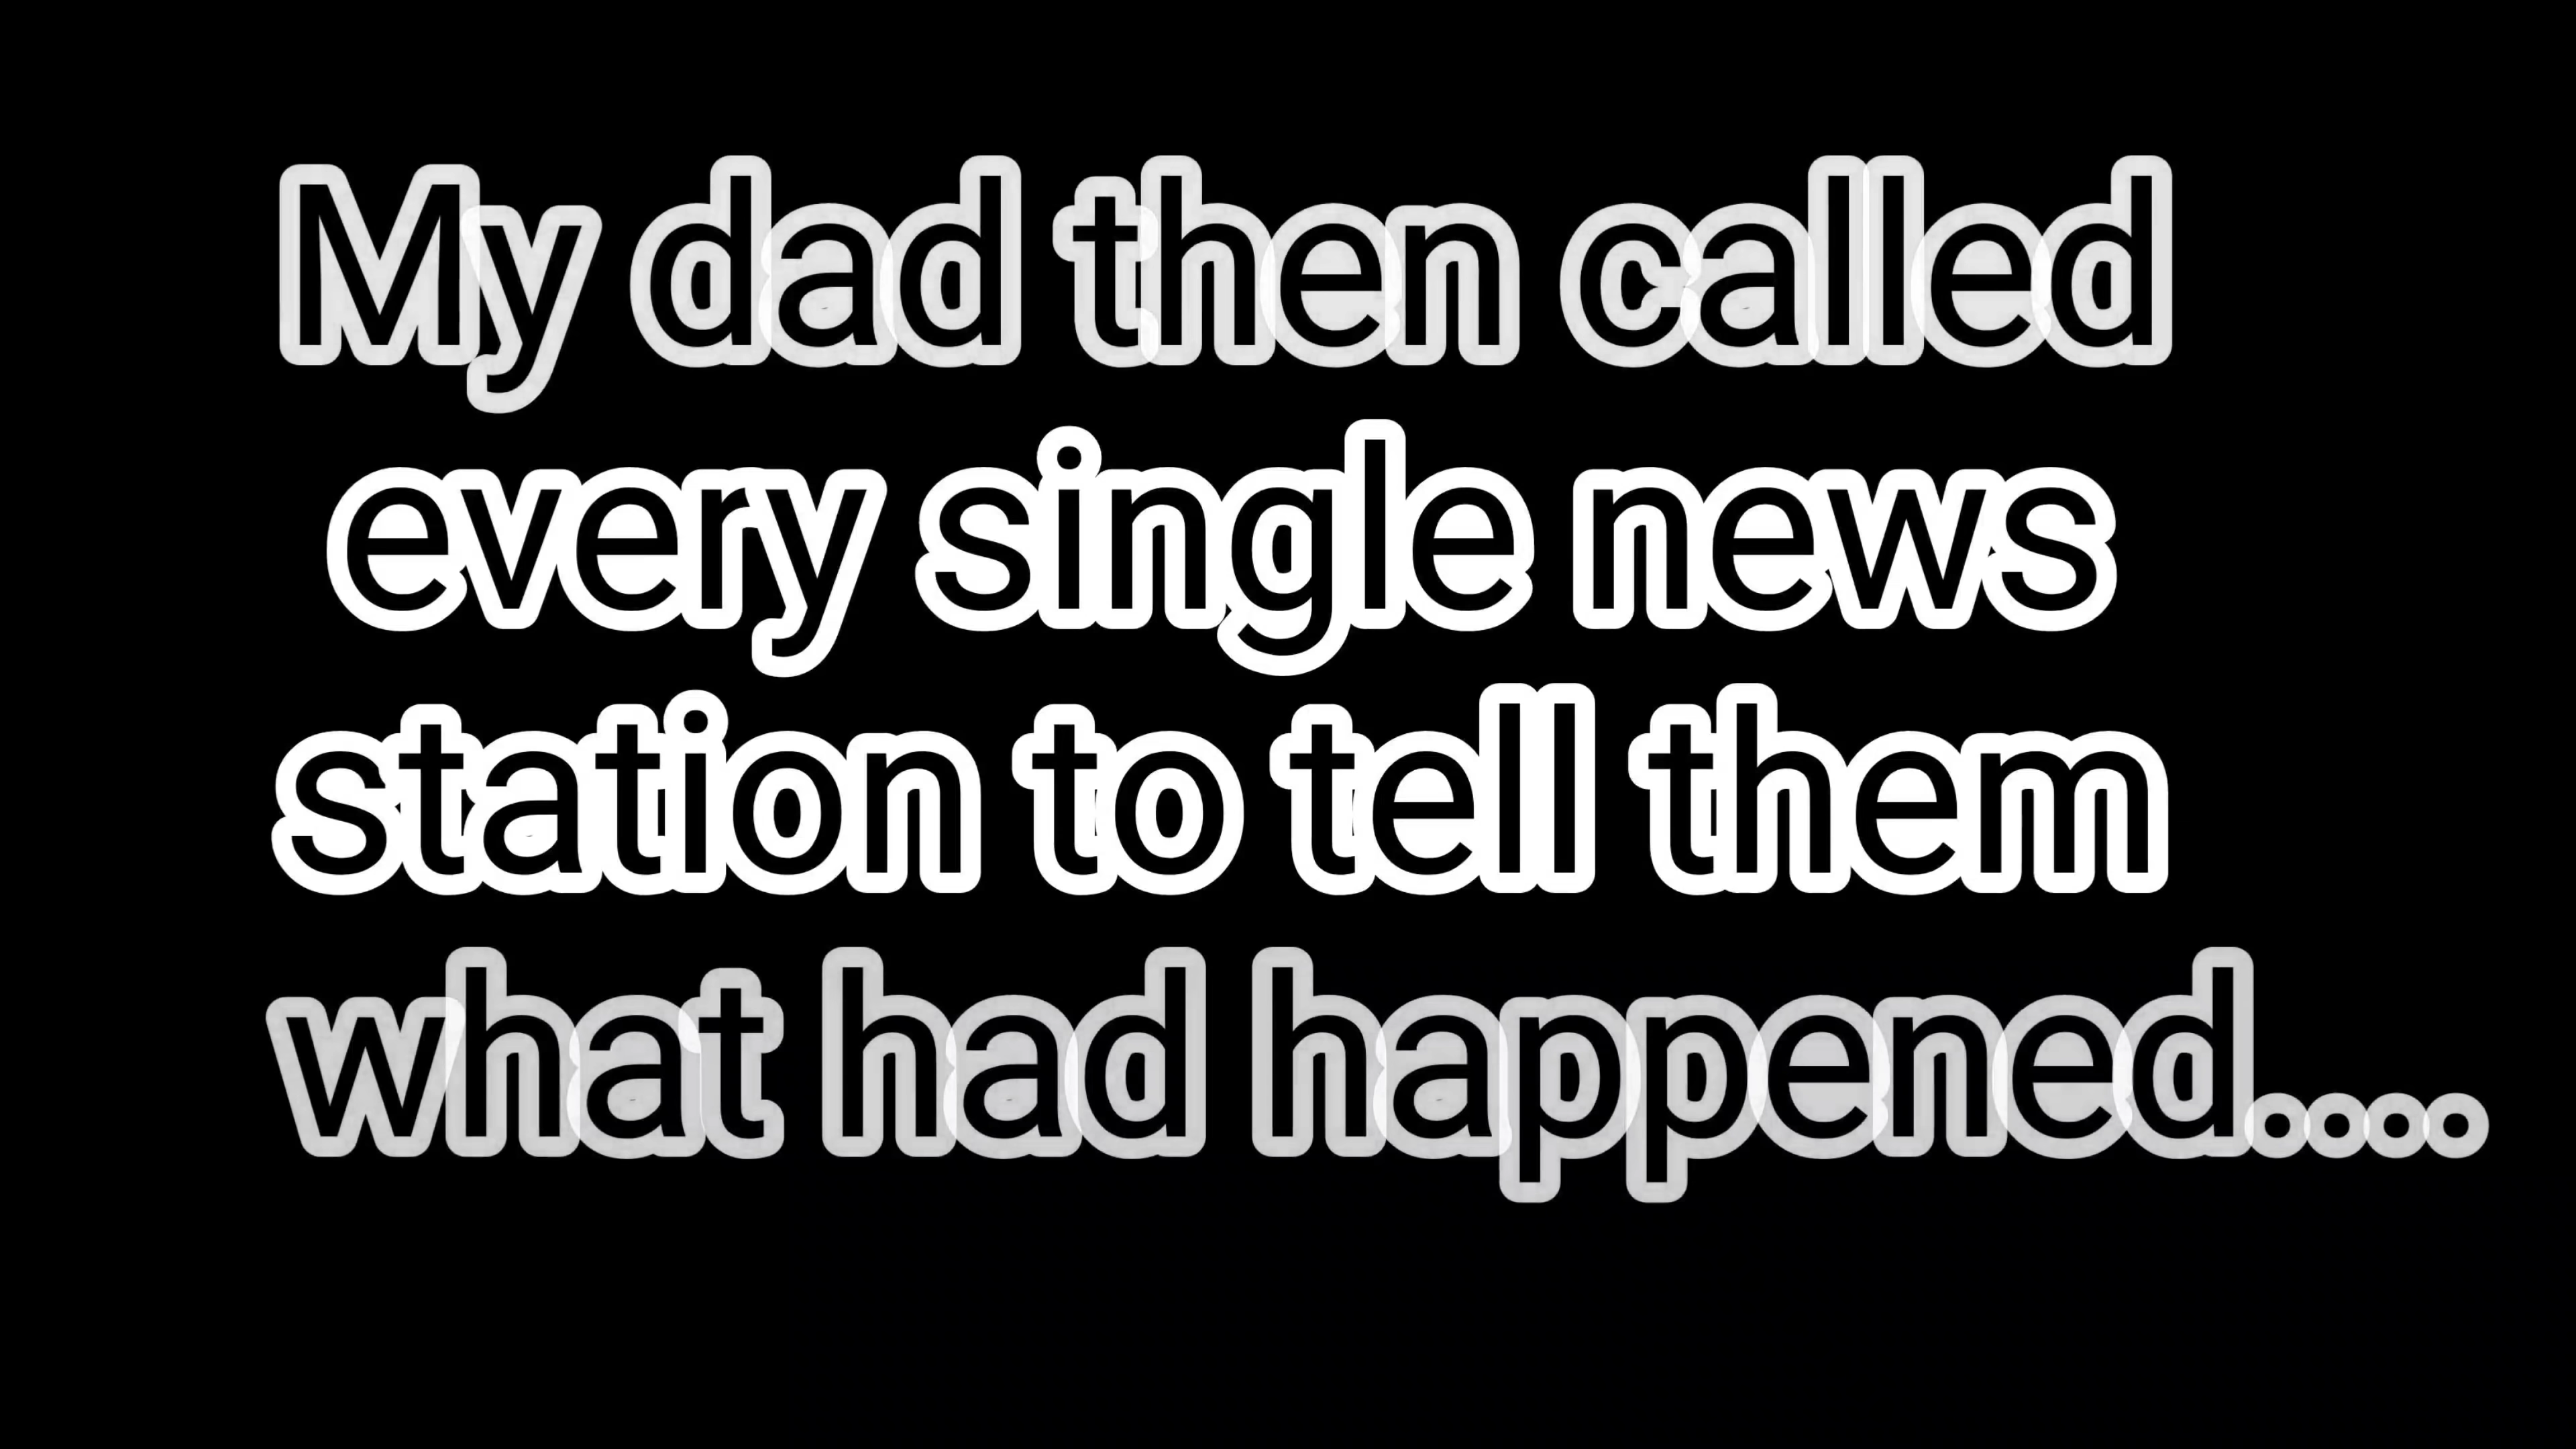 My dad then called
every single news
station to tell them
what had happened....